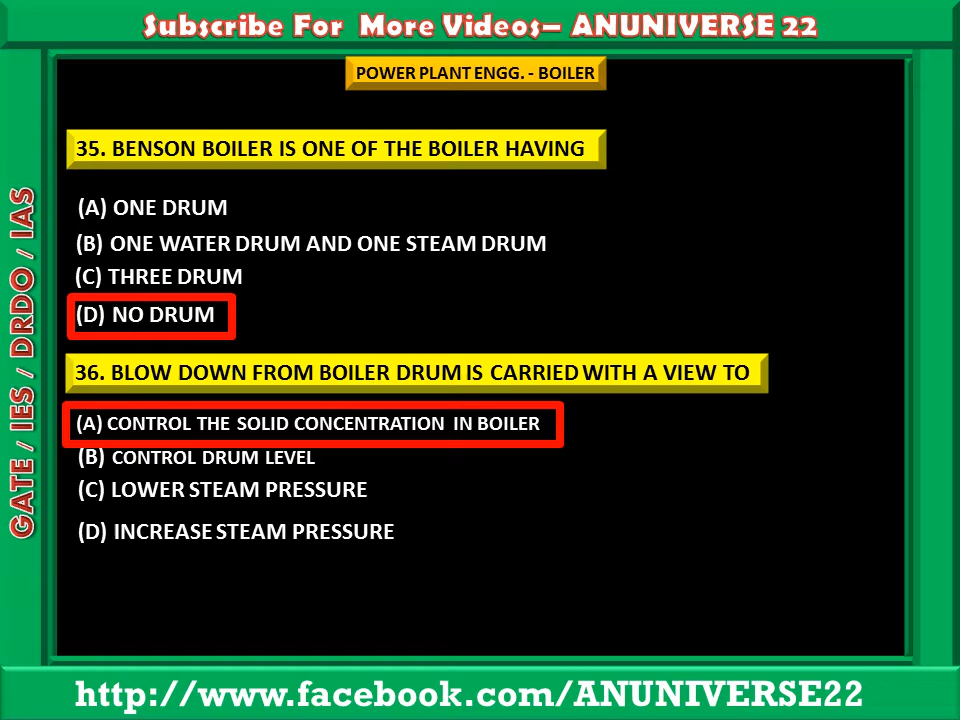 Subscribe For More Videos– ANUNIVERSE 22
POWER PLANT ENGG. - BOILER
GATE / IES / DRDO / IAS
35. BENSON BOILER IS ONE OF THE BOILER HAVING
(A) ONE DRUM
(B) ONE WATER DRUM AND ONE STEAM DRUM
(C) THREE DRUM
(D) NO DRUM
36. BLOW DOWN FROM BOILER DRUM IS CARRIED WITH A VIEW TO
(A) CONTROL THE SOLID CONCENTRATION IN BOILER
(B) CONTROL DRUM LEVEL
(C) LOWER STEAM PRESSURE
(D) INCREASE STEAM PRESSURE
http://www.facebook.com/ANUNIVERSE22